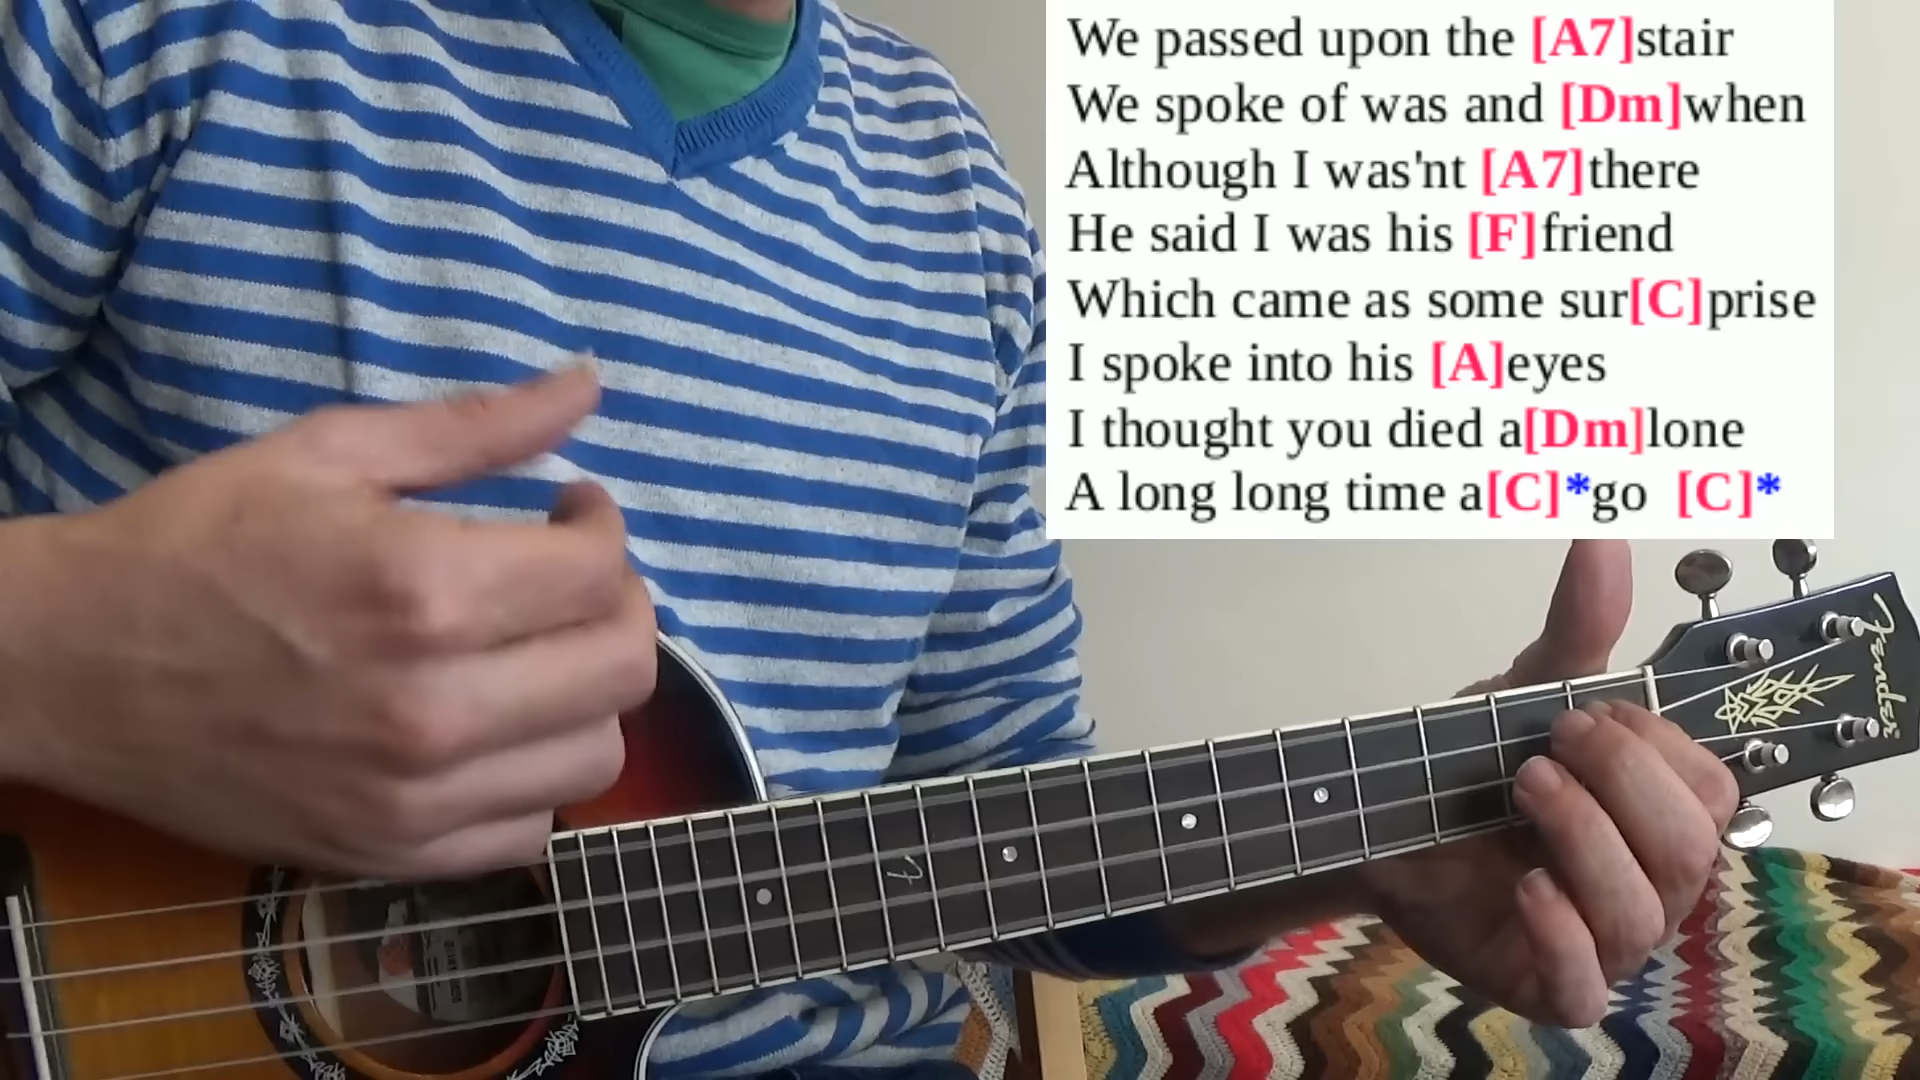 We passed upon the [A7]stair
We spoke of was and [Dm]when
Although I was'nt [A7]there
He said I was his [F]friend
Which came as some sur[C]prise
I spoke into his [A]eyes
I thought you died a[Dm]lone
A long long time a[C]*go [C]*
Fender